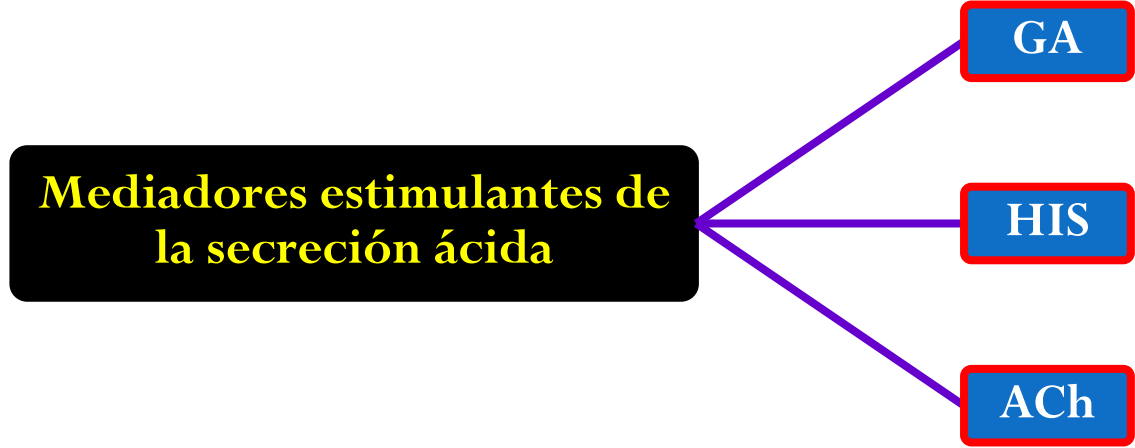 Mediadores estimulantes de
la secreción ácida
GA
HIS
ACh